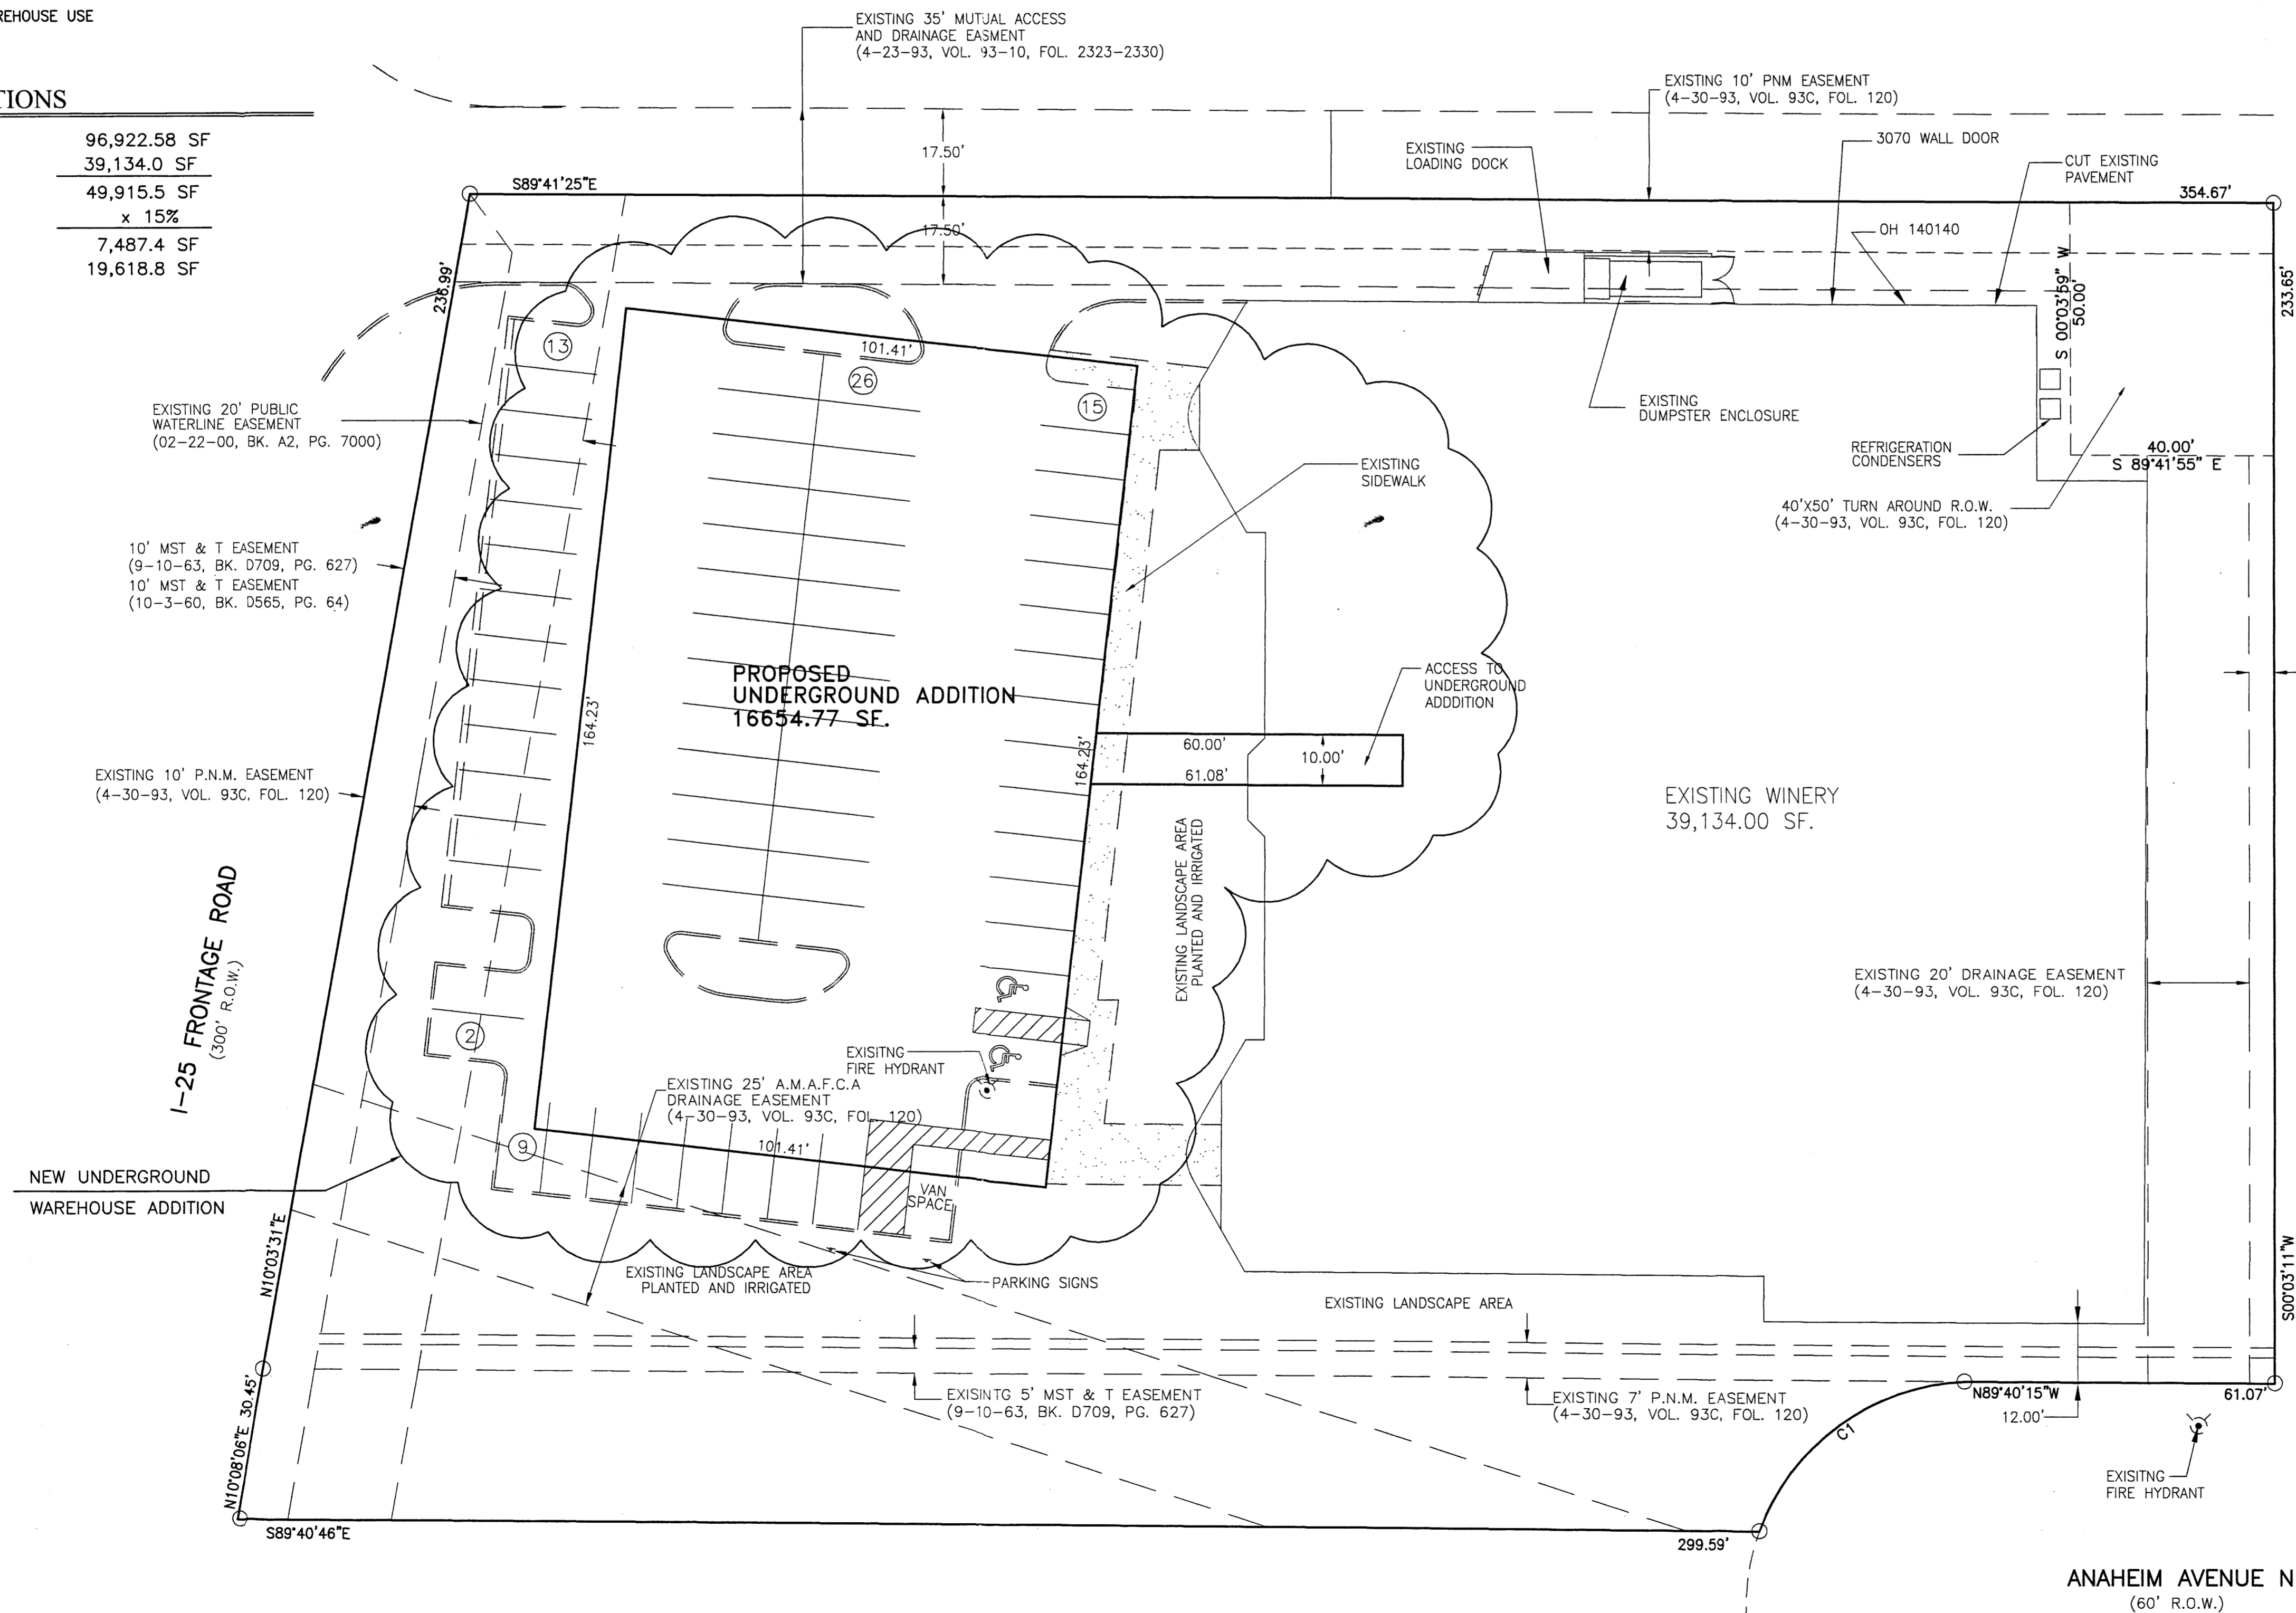 REHOUSE USE
TIONS
96,922.58 SF
39,134.0 SF
49,915.5 SF
x 15%
7,487.4 SF
19,618.8 SF
EXISTING 35' MUTUAL ACCESS
AND DRAINAGE EASMENT
(4-23-93, VOL. 93-10, FOL. 2323-2330)
EXISTING 10' PNM EASEMENT
(4-30-93, VOL. 93C, FOL. 120)
17.50'
EXISTING
LOADING DOCK
3070 WALL DOOR
CUT EXISTING
PAVEMENT
S89°41'25"E
354.67'
17.50'
OH 140140
236.99'
S 00°03'59" W
50.00'
233.65'
13
101.41'
26
15
EXISTING 20' PUBLIC
WATERLINE EASEMENT
(02-22-00, BK. A2, PG. 7000)
EXISTING
DUMPSTER ENCLOSURE
REFRIGERATION
CONDENSERS
40.00'
S 89°41'55" E
EXISTING
SIDEWALK
40'X50' TURN AROUND R.O.W.
(4-30-93, VOL. 93C, FOL. 120)
10' MST & T EASEMENT
(9-10-63, BK. D709, PG. 627)
10' MST & T EASEMENT
(10-3-60, BK. D565, PG. 64)
PROPOSED
UNDERGROUND ADDITION
16654.77 SF.
ACCESS TO
UNDERGROUND
ADDDITION
164.23'
164.23'
60.00'
10.00'
61.08'
EXISTING 10' P.N.M. EASEMENT
(4-30-93, VOL. 93C, FOL. 120)
EXISTING WINERY
39,134.00 SF.
EXISTING LANDSCAPE AREA
PLANTED AND IRRIGATED
I-25 FRONTAGE ROAD
(300' R.O.W.)
EXISTING 20' DRAINAGE EASEMENT
(4-30-93, VOL. 93C, FOL. 120)
2
EXISITNG
FIRE HYDRANT
EXISTING 25' A.M.A.F.C.A
DRAINAGE EASEMENT
(4-30-93, VOL. 93C, FOL. 120)
9
101.41'
NEW UNDERGROUND
WAREHOUSE ADDITION
VAN
SPACE
N10°03'31"E
EXISTING LANDSCAPE AREA
PLANTED AND IRRIGATED
PARKING SIGNS
EXISTING LANDSCAPE AREA
S00°03'11"W
EXISINTG 5' MST & T EASEMENT
(9-10-63, BK. D709, PG. 627)
EXISTING 7' P.N.M. EASEMENT
(4-30-93, VOL. 93C, FOL. 120)
N89°40'15"W
61.07'
12.00'
C1
N10°08'06"E 30.45'
EXISITNG
FIRE HYDRANT
S89°40'46"E
299.59'
ANAHEIM AVENUE N
(60' R.O.W.)